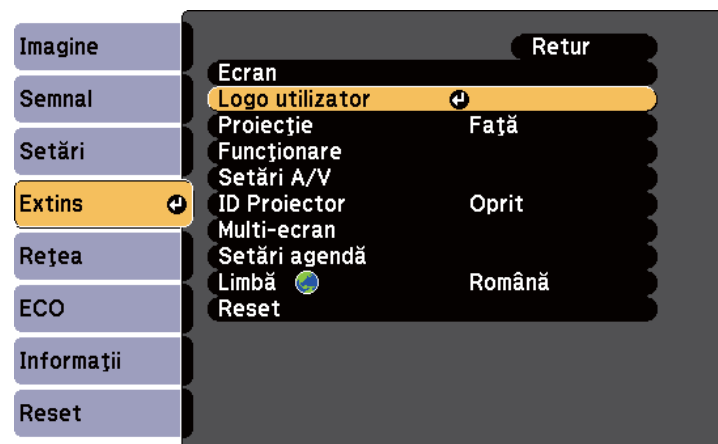 Imagine
Semnal
Setări
Extins
Reţea
ECO
Informaţii
Reset
Retur
Ecran
Logo utilizator
Proiecţie Faţă
Funcţionare
Setări A/V
ID Proiector Oprit
Multi-ecran
Setări agendă
Limbă Română
Reset